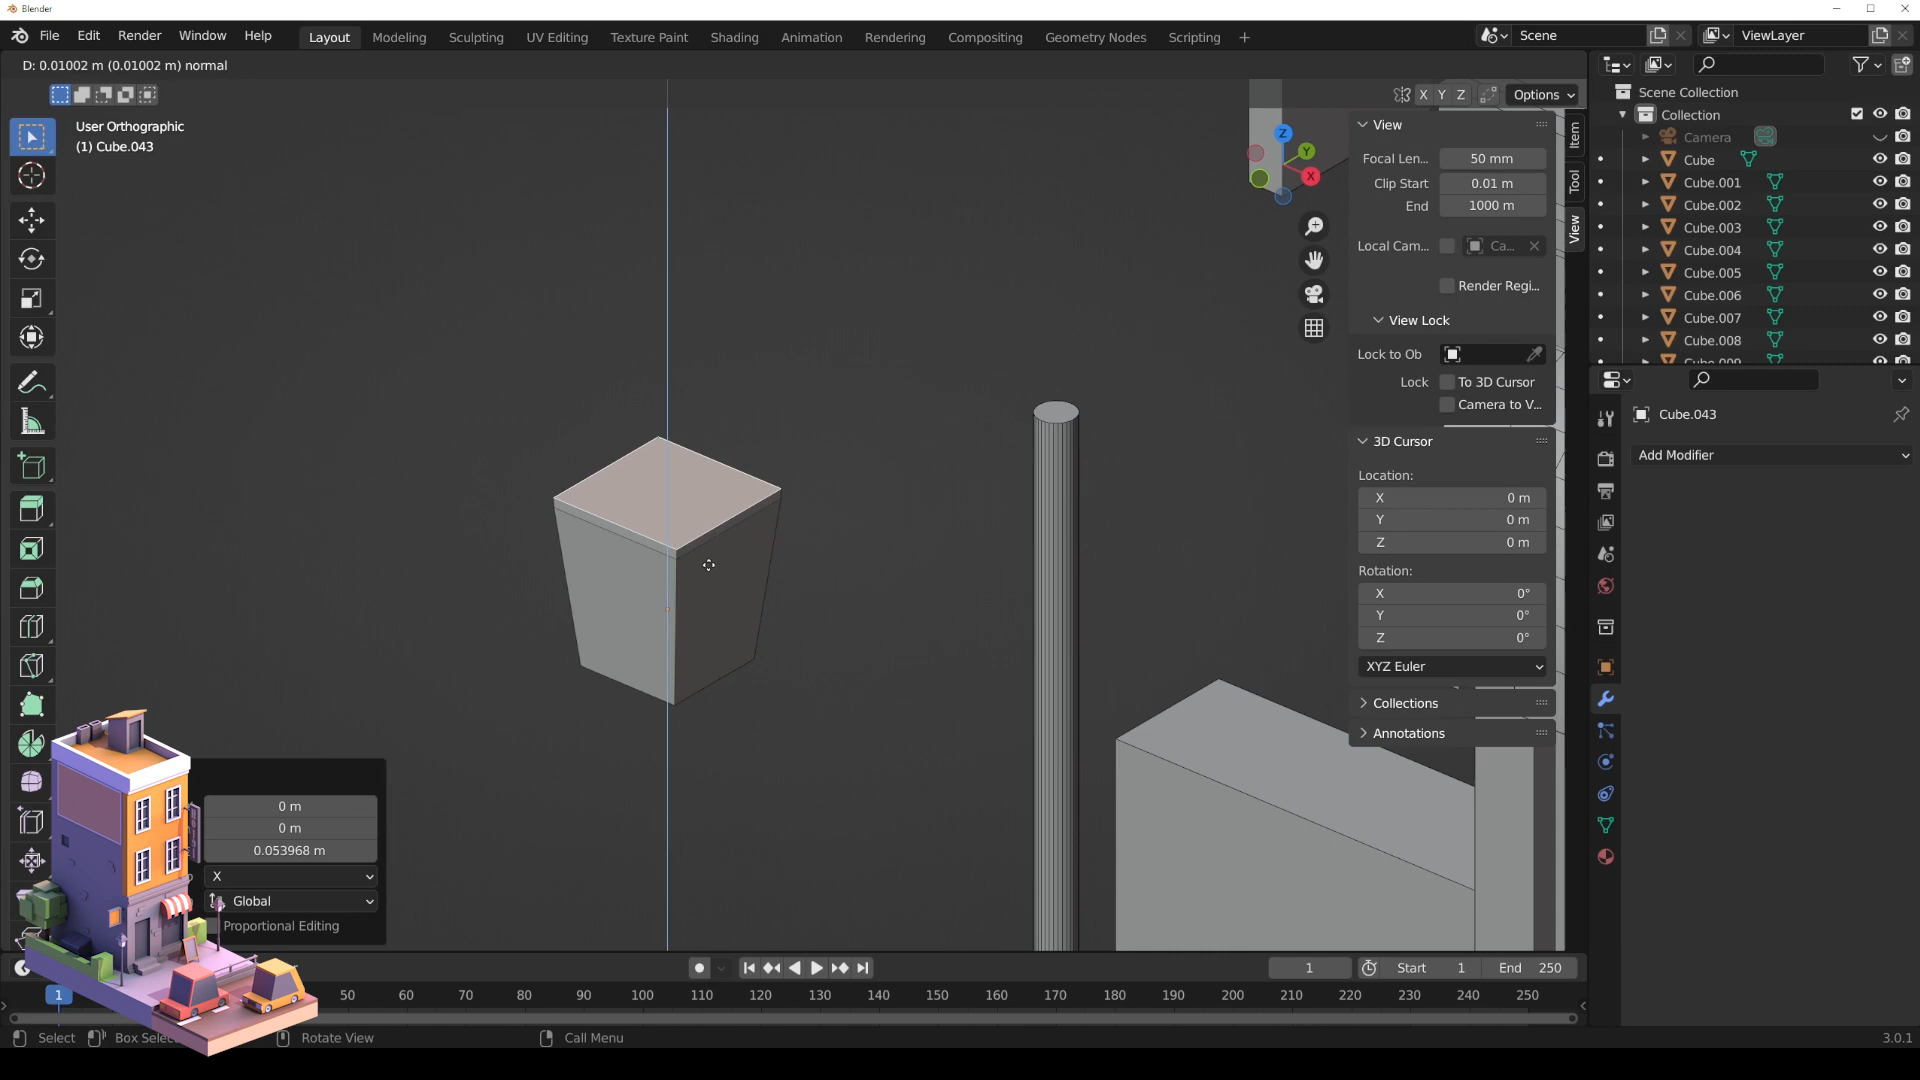 Blender
File Edit Render Window Help Layout Modeling Sculpting UV Editing Texture Paint Shading Animation Rendering Compositing Geometry Nodes Scripting + Scene ViewLayer
D: 0.01002 m (0.01002 m) normal
X Y Z Options
User Orthographic
(1) Cube.043
Z
Y
X
View
Focal Len... 50 mm
Clip Start 0.01 m
End 1000 m
Local Cam... Ca...
Render Regi...
View Lock
Lock to Ob
Lock To 3D Cursor
Camera to V...
3D Cursor
Location:
X 0 m
Y 0 m
Z 0 m
Rotation:
X 0°
Y 0°
Z 0°
XYZ Euler
Collections
Annotations
Item
Tool
View
Scene Collection
Collection
Camera
Cube
Cube.001
Cube.002
Cube.003
Cube.004
Cube.005
Cube.006
Cube.007
Cube.008
Cube.009
Cube.043
Add Modifier
0 m
0 m
0.053968 m
X
Global
Proportional Editing
1 Start 1 End 250
1 50 60 70 80 90 100 110 120 130 140 150 160 170 180 190 200 210 220 230 240 250
Select Box Selec Rotate View Call Menu 3.0.1